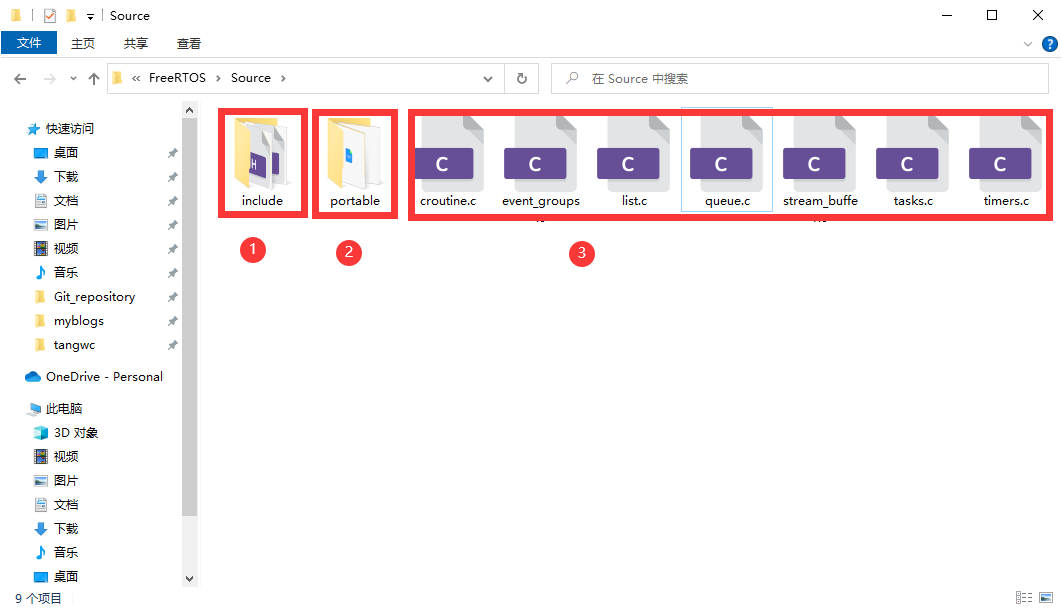 Source
文件 主页 共享 查看 ?
« FreeRTOS › Source › 在 Source 中搜索
快速访问
桌面
下载
文档
图片
视频
音乐
Git_repository
myblogs
tangwc
OneDrive - Personal
此电脑
3D 对象
视频
图片
文档
下载
音乐
桌面
H
C C C C C C C
include portable croutine.c event_groups list.c queue.c stream_buffe tasks.c timers.c
1 2 3
9 个项目